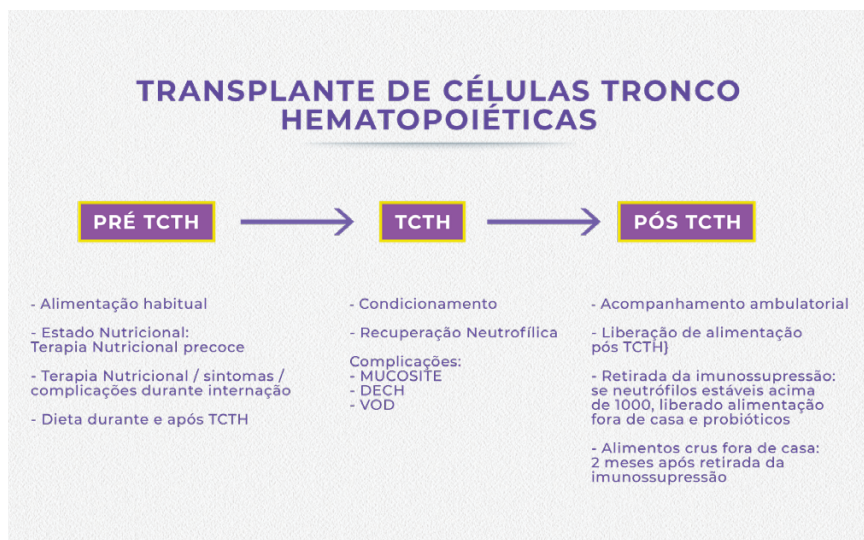 TRANSPLANTE DE CÉLULAS TRONCO
HEMATOPOIÉTICAS
PRÉ TCTH
TCTH
PÓS TCTH
- Alimentação habitual
- Estado Nutricional:
Terapia Nutricional precoce
- Terapia Nutricional / sintomas /
complicações durante internação
- Dieta durante e após TCTH
- Condicionamento
- Recuperação Neutrofílica
Complicações:
- MUCOSITE
- DECH
- VOD
- Acompanhamento ambulatorial
- Liberação de alimentação
pós TCTH}
- Retirada da imunossupressão:
se neutrófilos estáveis acima
de 1000, liberado alimentação
fora de casa e probióticos
- Alimentos crus fora de casa:
2 meses após retirada da
imunossupressão